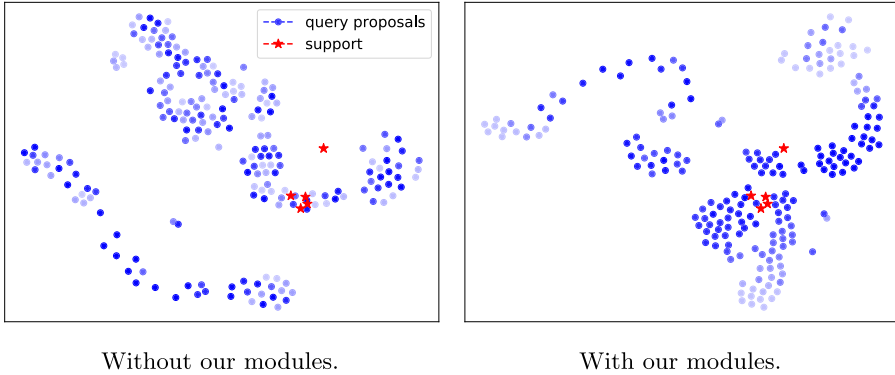 query proposals
support
Without our modules.
With our modules.